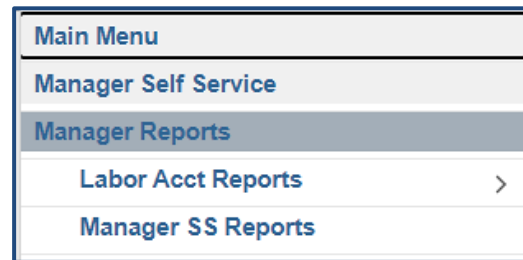 Main Menu
Manager Self Service
Manager Reports
Labor Acct Reports
Manager SS Reports